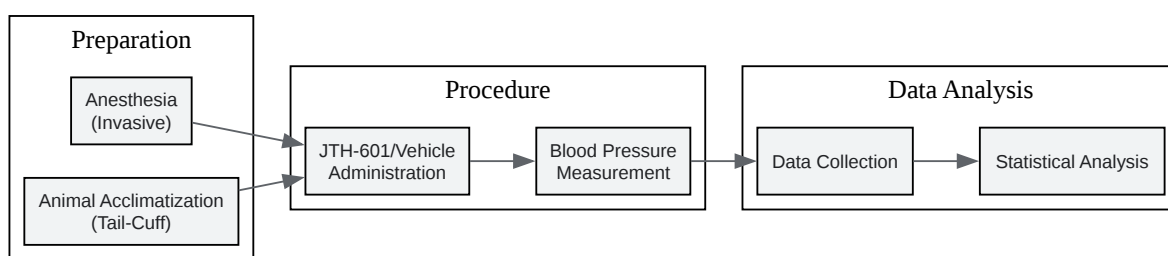 Preparation
Anesthesia
(Invasive)
Animal Acclimatization
(Tail-Cuff)
Procedure
JTH-601/Vehicle
Administration
Blood Pressure
Measurement
Data Analysis
Data Collection
Statistical Analysis